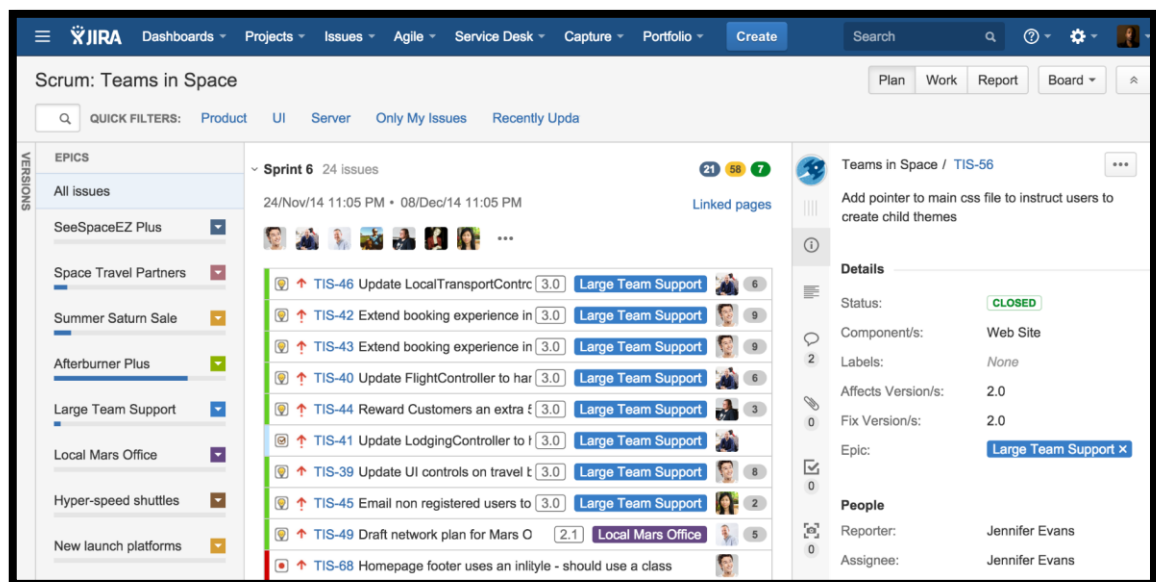 JIRA Dashboards Projects Issues Agile Service Desk Capture Portfolio Create Search
Scrum: Teams in Space
Plan Work Report Board
QUICK FILTERS: Product UI Server Only My Issues Recently Upda
VERSIONS
EPICS
All issues
SeeSpaceEZ Plus
Space Travel Partners
Summer Saturn Sale
Afterburner Plus
Large Team Support
Local Mars Office
Hyper-speed shuttles
New launch platforms
Sprint 6 24 issues 21 58 7
24/Nov/14 11:05 PM • 08/Dec/14 11:05 PM Linked pages
TIS-46 Update LocalTransportContrc 3.0 Large Team Support 6
TIS-42 Extend booking experience in 3.0 Large Team Support 9
TIS-43 Extend booking experience in 3.0 Large Team Support 9
TIS-40 Update FlightController to har 3.0 Large Team Support 6
TIS-44 Reward Customers an extra 3.0 Large Team Support 3
TIS-41 Update LodgingController to 3.0 Large Team Support
TIS-39 Update UI controls on travel 3.0 Large Team Support 8
TIS-45 Email non registered users to 3.0 Large Team Support 2
TIS-49 Draft network plan for Mars O 2.1 Local Mars Office 5
TIS-68 Homepage footer uses an inlityle - should use a class
Teams in Space / TIS-56
Add pointer to main css file to instruct users to
create child themes
2
0
0
0
Details
Status: CLOSED
Component/s: Web Site
Labels: None
Affects Version/s: 2.0
Fix Version/s: 2.0
Epic: Large Team Support ×
People
Reporter: Jennifer Evans
Assignee: Jennifer Evans